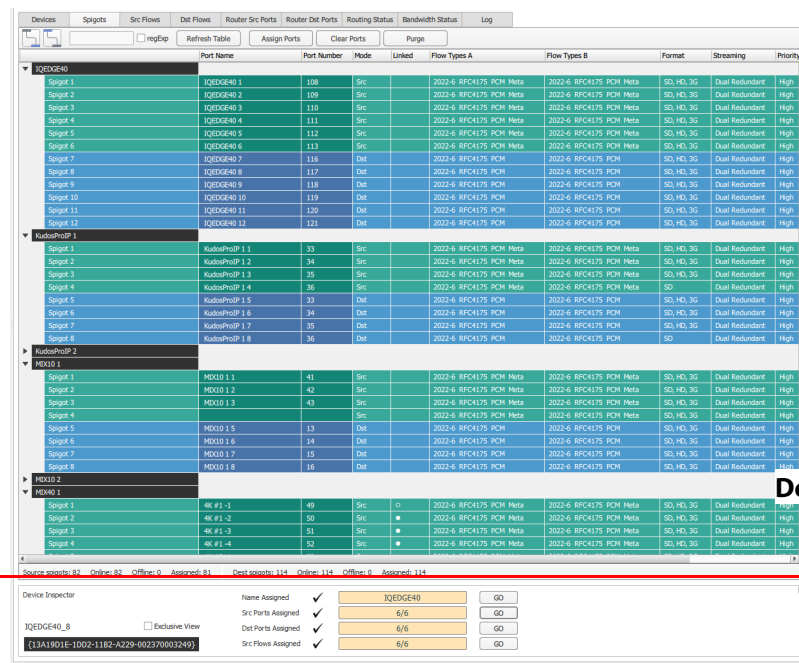 Devices Spigots Src Flows Dst Flows Router Src Ports Router Dst Ports Routing Status Bandwidth Status Log
regExp Refresh Table Assign Ports Clear Ports Purge
Port Name Port Number Mode Linked Flow Types A Flow Types B Format Streaming Priority
IQEDGE40
Spigot 1 IQEDGE40 1 108 Src 2022-6 RFC4175 PCM Meta 2022-6 RFC4175 PCM Meta SD, HD, 3G Dual Redundant High
Spigot 2 IQEDGE40 2 109 Src 2022-6 RFC4175 PCM Meta 2022-6 RFC4175 PCM Meta SD, HD, 3G Dual Redundant High
Spigot 3 IQEDGE40 3 110 Src 2022-6 RFC4175 PCM Meta 2022-6 RFC4175 PCM Meta SD, HD, 3G Dual Redundant High
Spigot 4 IQEDGE40 4 111 Src 2022-6 RFC4175 PCM Meta 2022-6 RFC4175 PCM Meta SD, HD, 3G Dual Redundant High
Spigot 5 IQEDGE40 5 112 Src 2022-6 RFC4175 PCM Meta 2022-6 RFC4175 PCM Meta SD, HD, 3G Dual Redundant High
Spigot 6 IQEDGE40 6 113 Src 2022-6 RFC4175 PCM Meta 2022-6 RFC4175 PCM Meta SD, HD, 3G Dual Redundant High
Spigot 7 IQEDGE40 7 116 Dst 2022-6 RFC4175 PCM 2022-6 RFC4175 PCM SD, HD, 3G Dual Redundant High
Spigot 8 IQEDGE40 8 117 Dst 2022-6 RFC4175 PCM 2022-6 RFC4175 PCM SD, HD, 3G Dual Redundant High
Spigot 9 IQEDGE40 9 118 Dst 2022-6 RFC4175 PCM 2022-6 RFC4175 PCM SD, HD, 3G Dual Redundant High
Spigot 10 IQEDGE40 10 119 Dst 2022-6 RFC4175 PCM 2022-6 RFC4175 PCM SD, HD, 3G Dual Redundant High
Spigot 11 IQEDGE40 11 120 Dst 2022-6 RFC4175 PCM 2022-6 RFC4175 PCM SD, HD, 3G Dual Redundant High
Spigot 12 IQEDGE40 12 121 Dst 2022-6 RFC4175 PCM 2022-6 RFC4175 PCM SD, HD, 3G Dual Redundant High
KudosProIP 1
Spigot 1 KudosProIP 1 1 33 Src 2022-6 RFC4175 PCM Meta 2022-6 RFC4175 PCM Meta SD, HD, 3G Dual Redundant High
Spigot 2 KudosProIP 1 2 34 Src 2022-6 RFC4175 PCM Meta 2022-6 RFC4175 PCM Meta SD, HD, 3G Dual Redundant High
Spigot 3 KudosProIP 1 3 35 Src 2022-6 RFC4175 PCM Meta 2022-6 RFC4175 PCM Meta SD, HD, 3G Dual Redundant High
Spigot 4 KudosProIP 1 4 36 Src 2022-6 RFC4175 PCM Meta 2022-6 RFC4175 PCM Meta SD Dual Redundant High
Spigot 5 KudosProIP 1 5 33 Dst 2022-6 RFC4175 PCM 2022-6 RFC4175 PCM SD, HD, 3G Dual Redundant High
Spigot 6 KudosProIP 1 6 34 Dst 2022-6 RFC4175 PCM 2022-6 RFC4175 PCM SD, HD, 3G Dual Redundant High
Spigot 7 KudosProIP 1 7 35 Dst 2022-6 RFC4175 PCM 2022-6 RFC4175 PCM SD, HD, 3G Dual Redundant High
Spigot 8 KudosProIP 1 8 36 Dst 2022-6 RFC4175 PCM 2022-6 RFC4175 PCM SD Dual Redundant High
KudosProIP 2
MIX10 1
Spigot 1 MIX10 1 1 41 Src 2022-6 RFC4175 PCM Meta 2022-6 RFC4175 PCM Meta SD, HD, 3G Dual Redundant High
Spigot 2 MIX10 1 2 42 Src 2022-6 RFC4175 PCM Meta 2022-6 RFC4175 PCM Meta SD, HD, 3G Dual Redundant High
Spigot 3 MIX10 1 3 43 Src 2022-6 RFC4175 PCM Meta 2022-6 RFC4175 PCM Meta SD, HD, 3G Dual Redundant High
Spigot 4 Src 2022-6 RFC4175 PCM Meta 2022-6 RFC4175 PCM Meta SD, HD, 3G Dual Redundant High
Spigot 5 MIX10 1 5 13 Dst 2022-6 RFC4175 PCM 2022-6 RFC4175 PCM SD, HD, 3G Dual Redundant High
Spigot 6 MIX10 1 6 14 Dst 2022-6 RFC4175 PCM 2022-6 RFC4175 PCM SD, HD, 3G Dual Redundant High
Spigot 7 MIX10 1 7 15 Dst 2022-6 RFC4175 PCM 2022-6 RFC4175 PCM SD, HD, 3G Dual Redundant High
Spigot 8 MIX10 1 8 16 Dst 2022-6 RFC4175 PCM 2022-6 RFC4175 PCM SD, HD, 3G Dual Redundant High
MIX10 2
MIX40 1
Spigot 1 4K #1 -1 49 Src 2022-6 RFC4175 PCM Meta 2022-6 RFC4175 PCM Meta SD, HD, 3G Dual Redundant High
Spigot 2 4K #1 -2 50 Src 2022-6 RFC4175 PCM Meta 2022-6 RFC4175 PCM Meta SD, HD, 3G Dual Redundant High
Spigot 3 4K #1 -3 51 Src 2022-6 RFC4175 PCM Meta 2022-6 RFC4175 PCM Meta SD, HD, 3G Dual Redundant High
Spigot 4 4K #1 -4 52 Src 2022-6 RFC4175 PCM Meta 2022-6 RFC4175 PCM Meta SD, HD, 3G Dual Redundant High
Source spigots: 82 Online: 82 Offline: 0 Assigned: 81 Dest spigots: 114 Online: 114 Offline: 0 Assigned: 114
Device Inspector Name Assigned ✓ IQEDGE40 GO
Src Ports Assigned ✓ 6/6 GO
IQEDGE40_8 Exclusive View Dst Ports Assigned ✓ 6/6 GO
{13A19D1E-1DD2-11B2-A229-002370003249} Src Flows Assigned ✓ 6/6 GO